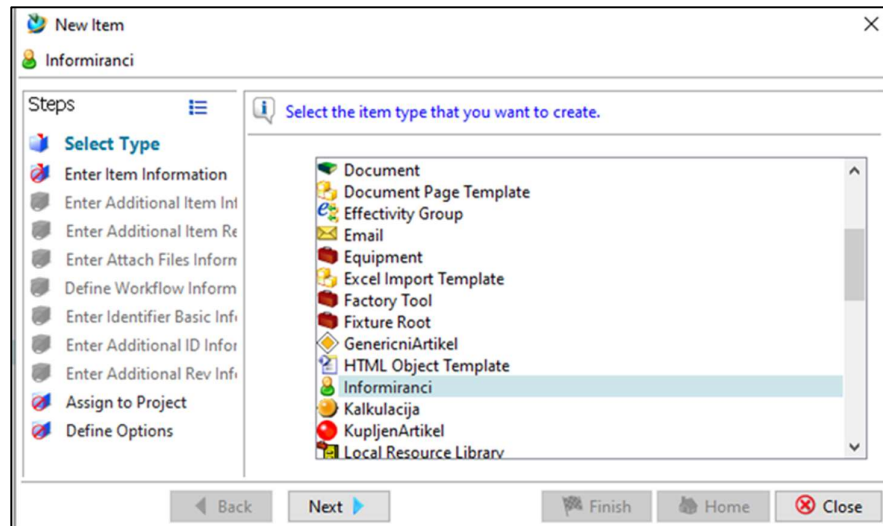 New Item
Informiranci
Steps
Select Type
Enter Item Information
Enter Additional Item Inf
Enter Additional Item Re
Enter Attach Files Inform
Define Workflow Inform
Enter Identifier Basic Info
Enter Additional ID Infor
Enter Additional Rev Info
Assign to Project
Define Options
Select the item type that you want to create.
Document
Document Page Template
Effectivity Group
Email
Equipment
Excel Import Template
Factory Tool
Fixture Root
GenericniArtikel
HTML Object Template
Informiranci
Kalkulacija
KupljenArtikel
Local Resource Library
Back
Next
Finish
Home
Close